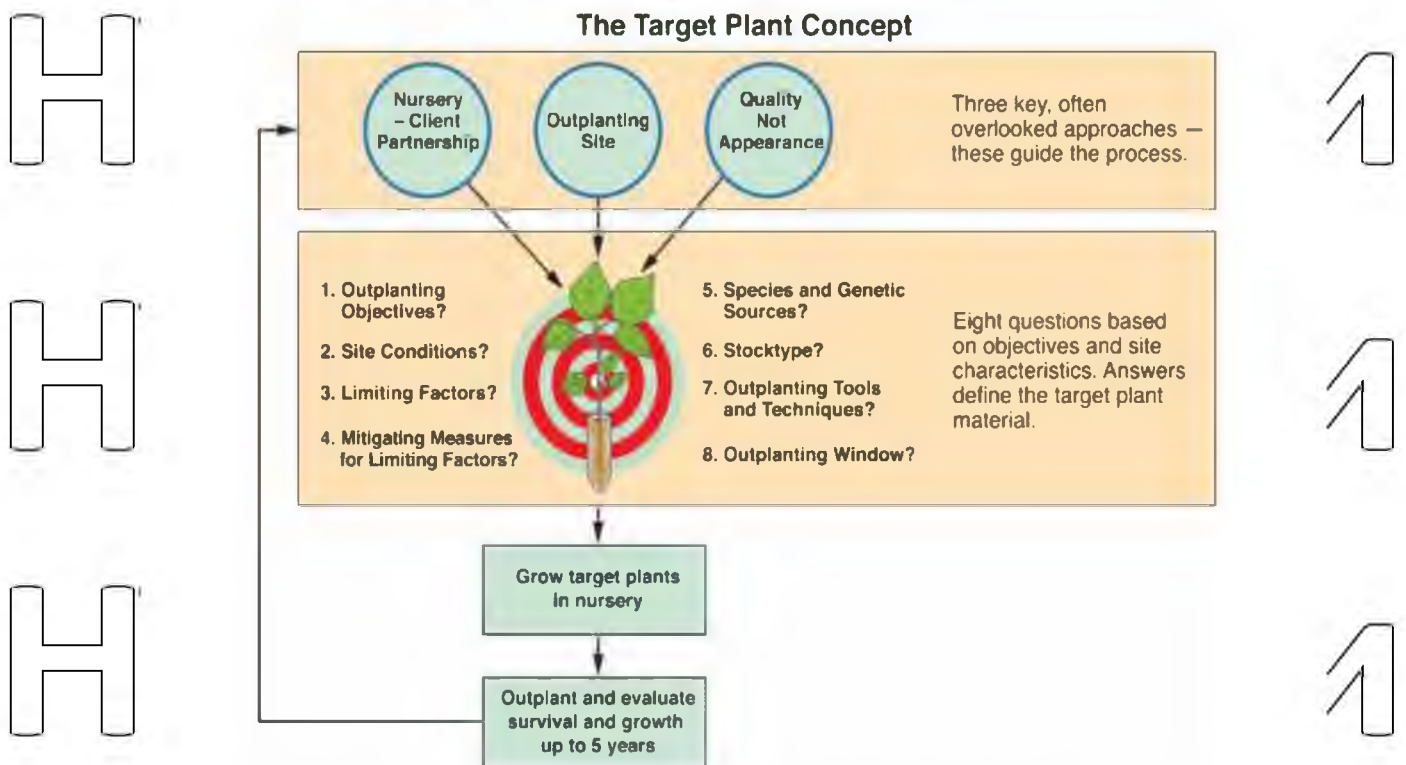 The Target Plant Concept
Nursery
– Client
Partnership
Outplanting
Site
Quality
Not
Appearance
Three key, often
overlooked approaches —
these guide the process.
1. Outplanting
Objectives?
2. Site Conditions?
3. Limiting Factors?
4. Mitigating Measures
for Limiting Factors?
5. Species and Genetic
Sources?
6. Stocktype?
7. Outplanting Tools
and Techniques?
8. Outplanting Window?
Eight questions based
on objectives and site
characteristics. Answers
define the target plant
material.
Grow target plants
in nursery
Outplant and evaluate
survival and growth
up to 5 years
H
H
H
1
1
1